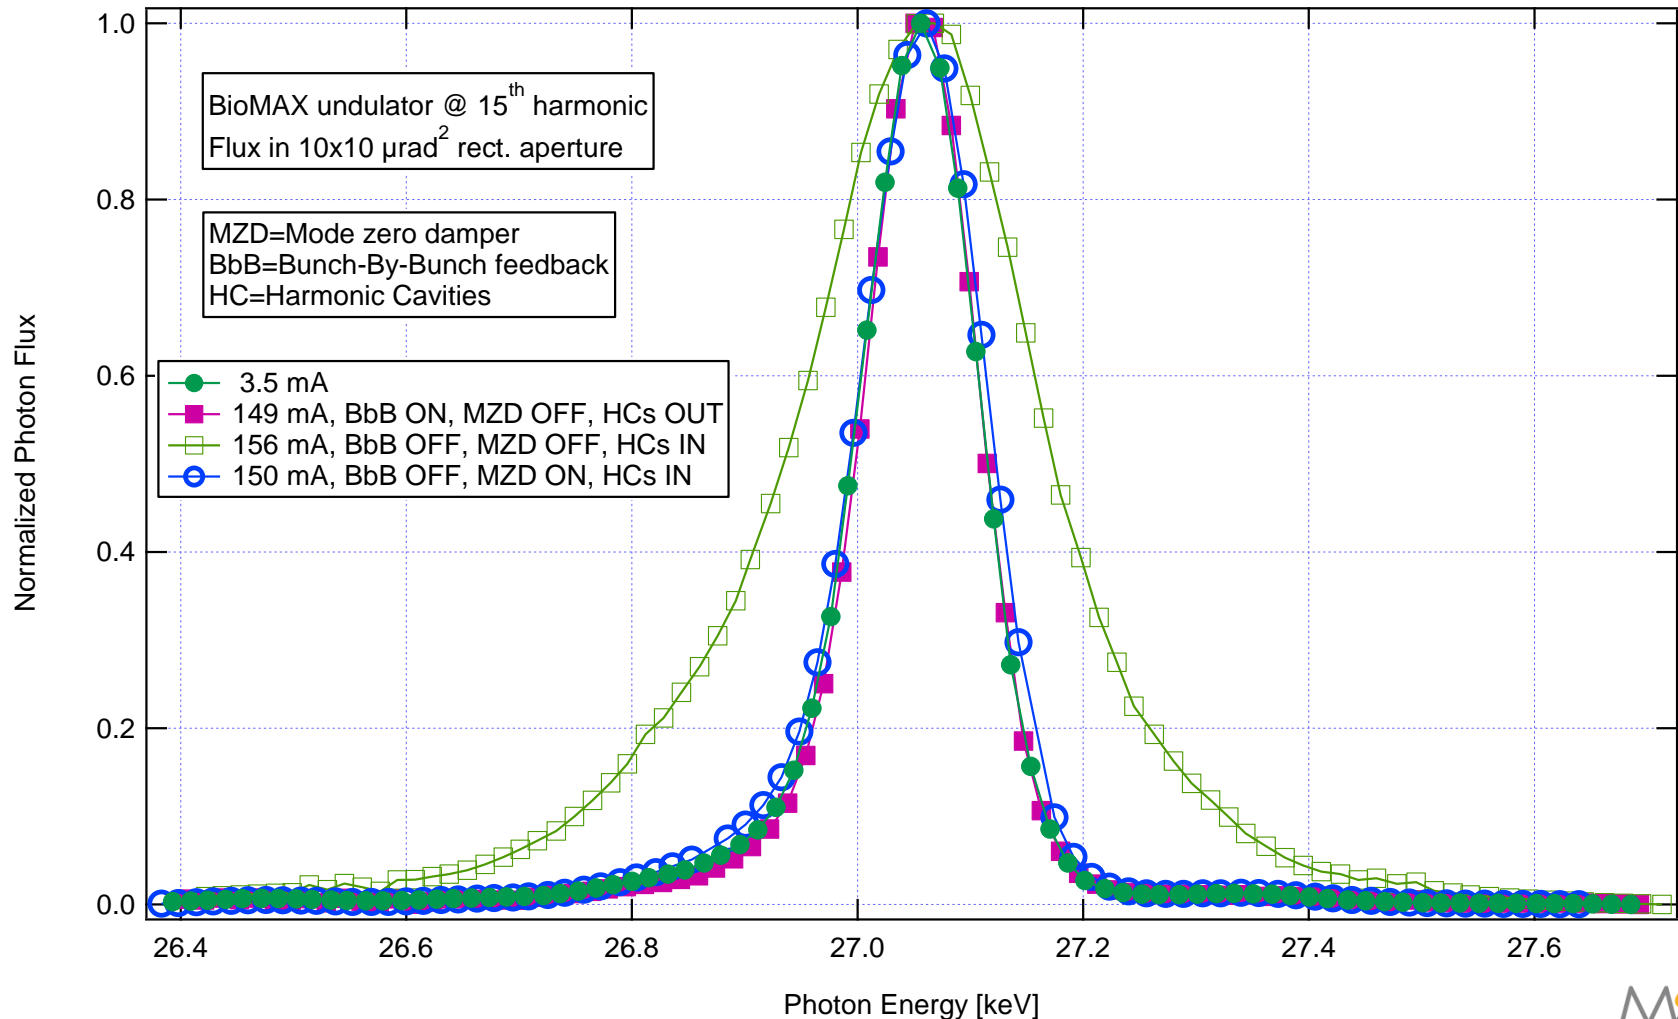 1.0
0.8
0.6
0.4
0.2
0.0
Normalized Photon Flux
BioMAX undulator @ 15th harmonic
Flux in 10x10 µrad2 rect. aperture
MZD=Mode zero damper
BbB=Bunch-By-Bunch feedback
HC=Harmonic Cavities
3.5 mA
149 mA, BbB ON, MZD OFF, HCs OUT
156 mA, BbB OFF, MZD OFF, HCs IN
150 mA, BbB OFF, MZD ON, HCs IN
26.4 26.6 26.8 27.0 27.2 27.4 27.6
Photon Energy [keV]